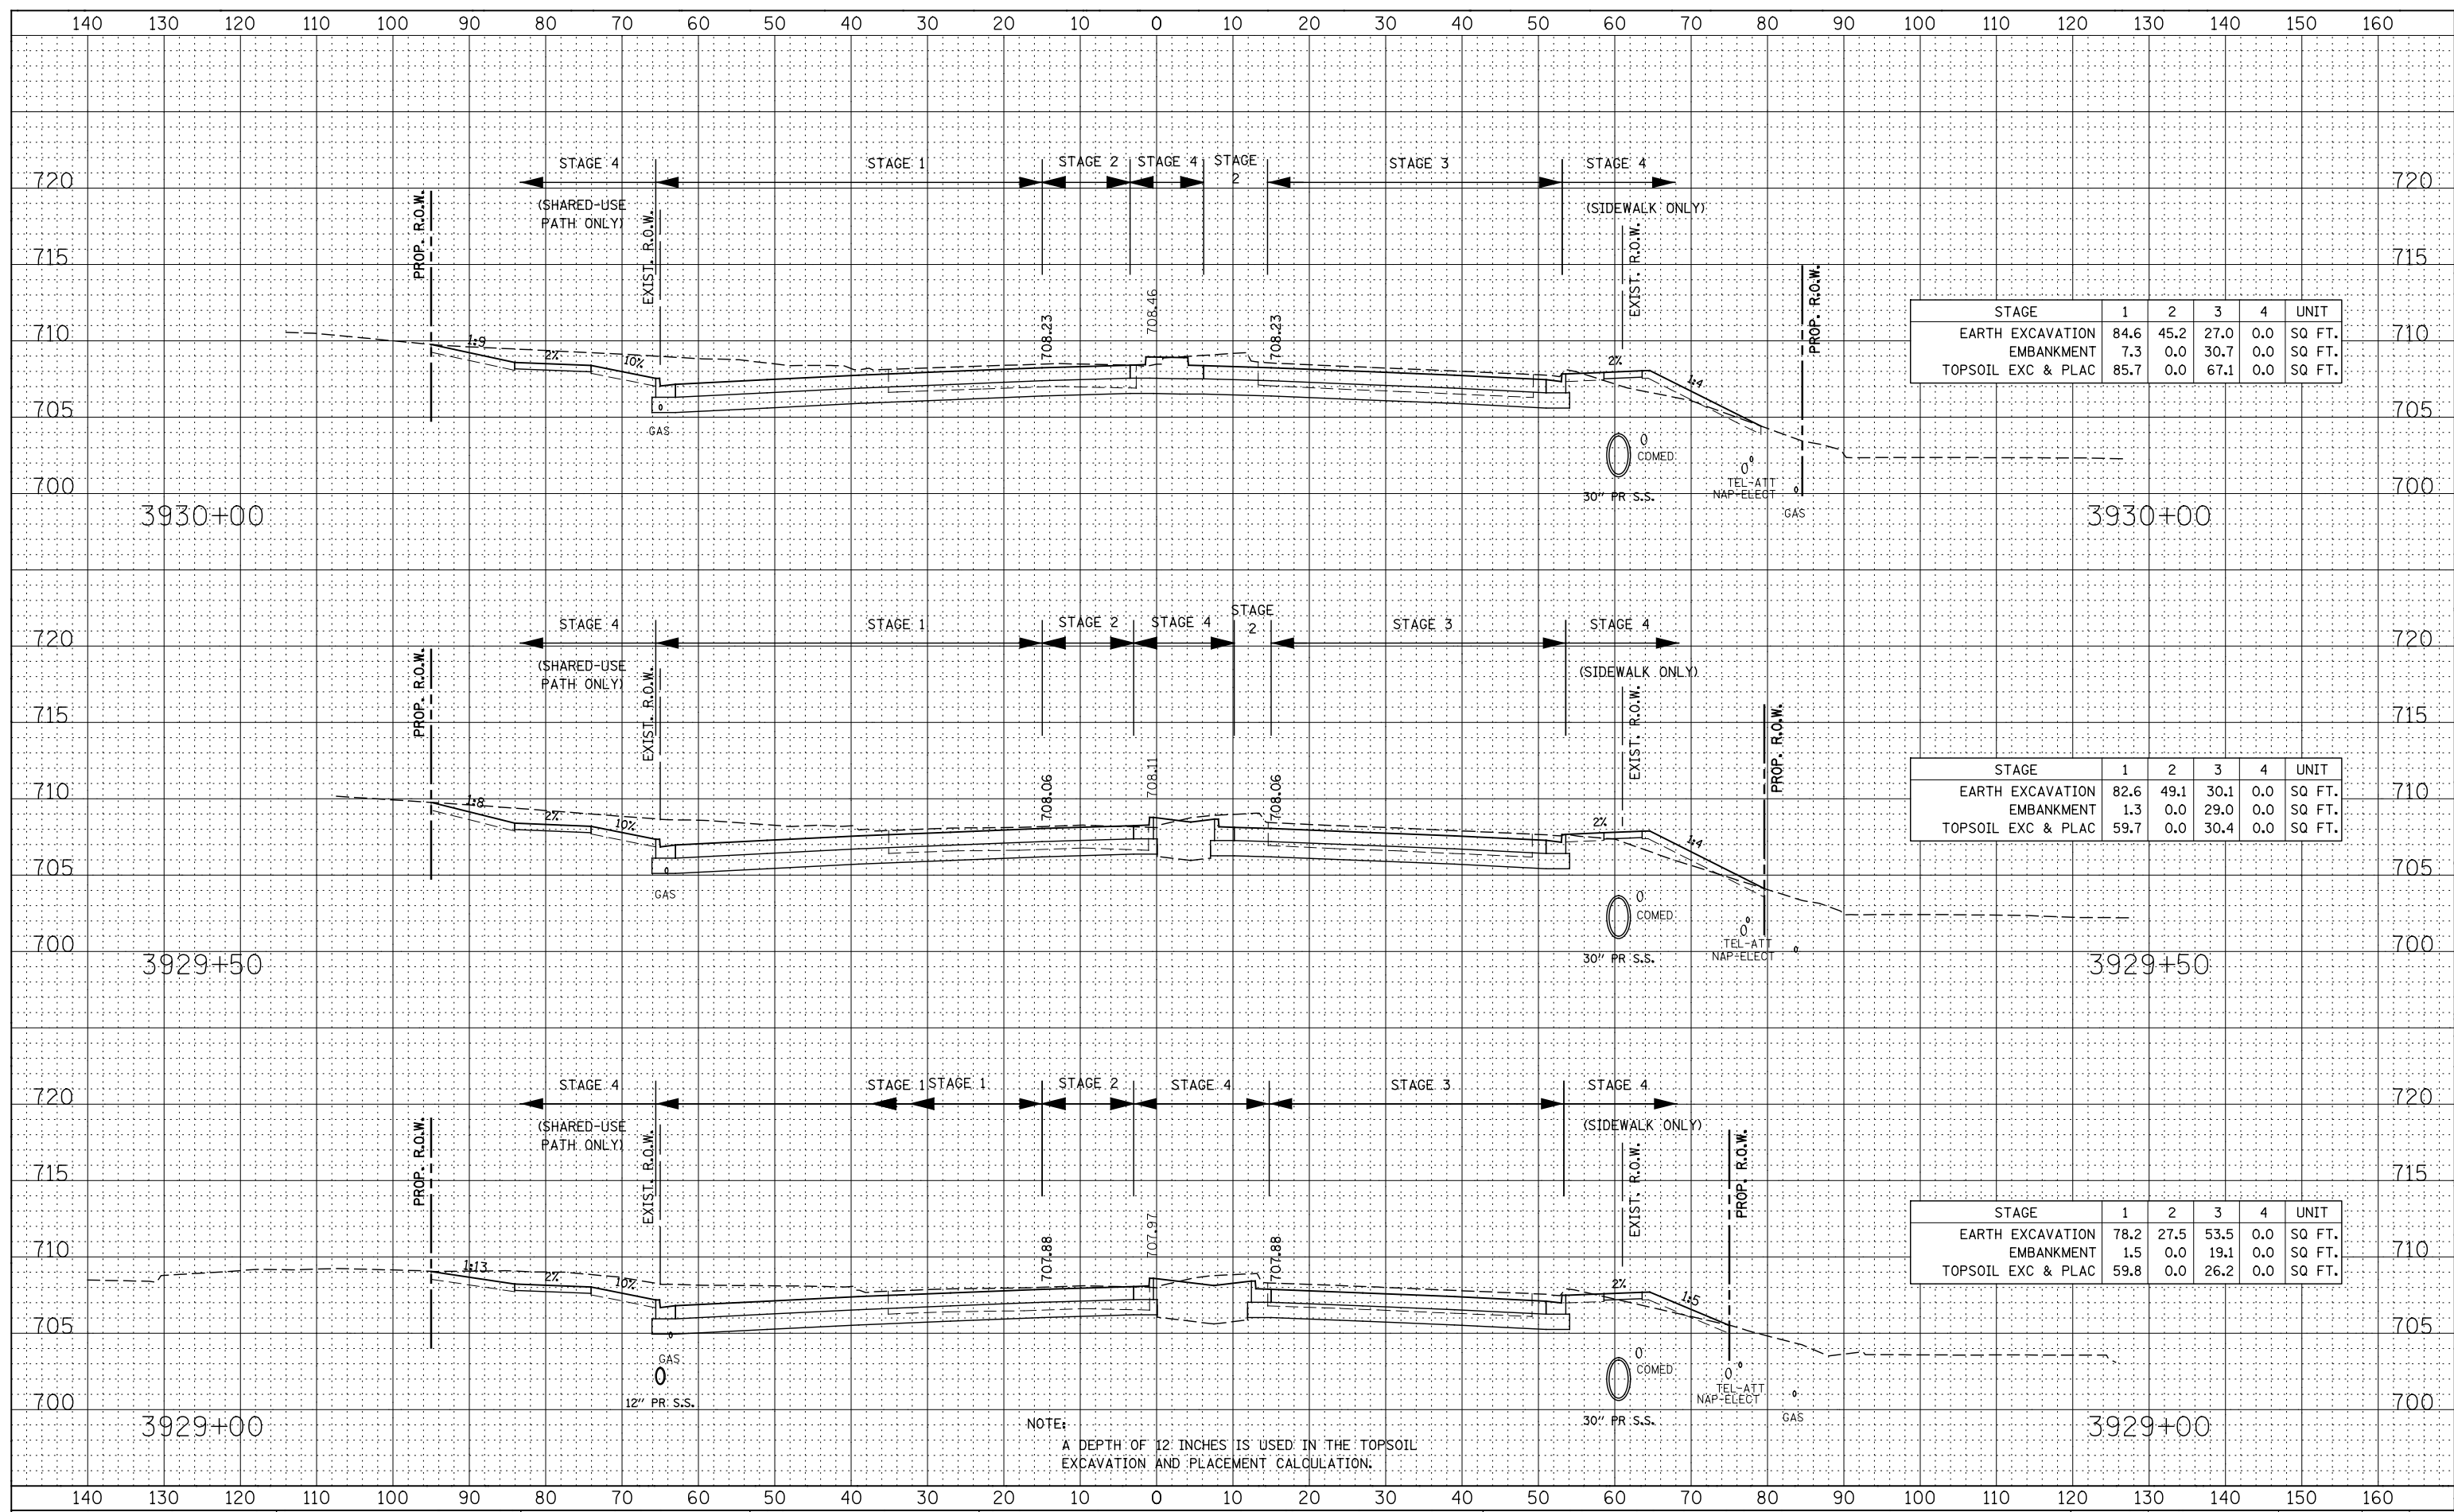 140 130 120 110 100 90 80 70 60 50 40 30 20 10 0 10 20 30 40 50 60 70 80 90 100 110 120 130 140 150 160
STAGE 4 STAGE 1 STAGE 2 STAGE 4 STAGE 2 STAGE 3 STAGE 4
720 720
(SHARED-USE
PATH ONLY)
(SIDEWALK ONLY)
PROP. R.O.W.
EXIST. R.O.W.
EXIST. R.O.W.
PROP. R.O.W.
715 715
708.23
708.46
708.23
STAGE 1 2 3 4 UNIT
EARTH EXCAVATION 84.6 45.2 27.0 0.0 SQ FT.
EMBANKMENT 7.3 0.0 30.7 0.0 SQ FT.
TOPSOIL EXC & PLAC 85.7 0.0 67.1 0.0 SQ FT.
710 710
1:9 2% 10% 2% 1:4
705 705
GAS
COMED
TEL-ATT
NAP-ELECT
30" PR S.S.
GAS
700 700
3930+00 3930+00
STAGE 4 STAGE 1 STAGE 2 STAGE 4 STAGE 2 STAGE 3 STAGE 4
720 720
(SHARED-USE
PATH ONLY)
(SIDEWALK ONLY)
PROP. R.O.W.
EXIST. R.O.W.
EXIST. R.O.W.
PROP. R.O.W.
715 715
708.06
708.11
708.06
STAGE 1 2 3 4 UNIT
EARTH EXCAVATION 82.6 49.1 30.1 0.0 SQ FT.
EMBANKMENT 1.3 0.0 29.0 0.0 SQ FT.
TOPSOIL EXC & PLAC 59.7 0.0 30.4 0.0 SQ FT.
710 710
1:8 2% 10% 2% 1:4
705 705
GAS
COMED
TEL-ATT
NAP-ELECT
30" PR S.S.
700 700
3929+50 3929+50
STAGE 4 STAGE 1 STAGE 1 STAGE 2 STAGE 4 STAGE 3 STAGE 4
720 720
(SHARED-USE
PATH ONLY)
(SIDEWALK ONLY)
PROP. R.O.W.
EXIST. R.O.W.
EXIST. R.O.W.
PROP. R.O.W.
715 715
707.88
707.97
707.88
STAGE 1 2 3 4 UNIT
EARTH EXCAVATION 78.2 27.5 53.5 0.0 SQ FT.
EMBANKMENT 1.5 0.0 19.1 0.0 SQ FT.
TOPSOIL EXC & PLAC 59.8 0.0 26.2 0.0 SQ FT.
710 710
1:13 2% 10% 2% 1:5
705 705
GAS
12" PR S.S.
COMED
TEL-ATT
NAP-ELECT
30" PR S.S.
GAS
700 700
3929+00 3929+00
NOTE:
A DEPTH OF 12 INCHES IS USED IN THE TOPSOIL
EXCAVATION AND PLACEMENT CALCULATION.
140 130 120 110 100 90 80 70 60 50 40 30 20 10 0 10 20 30 40 50 60 70 80 90 100 110 120 130 140 150 160